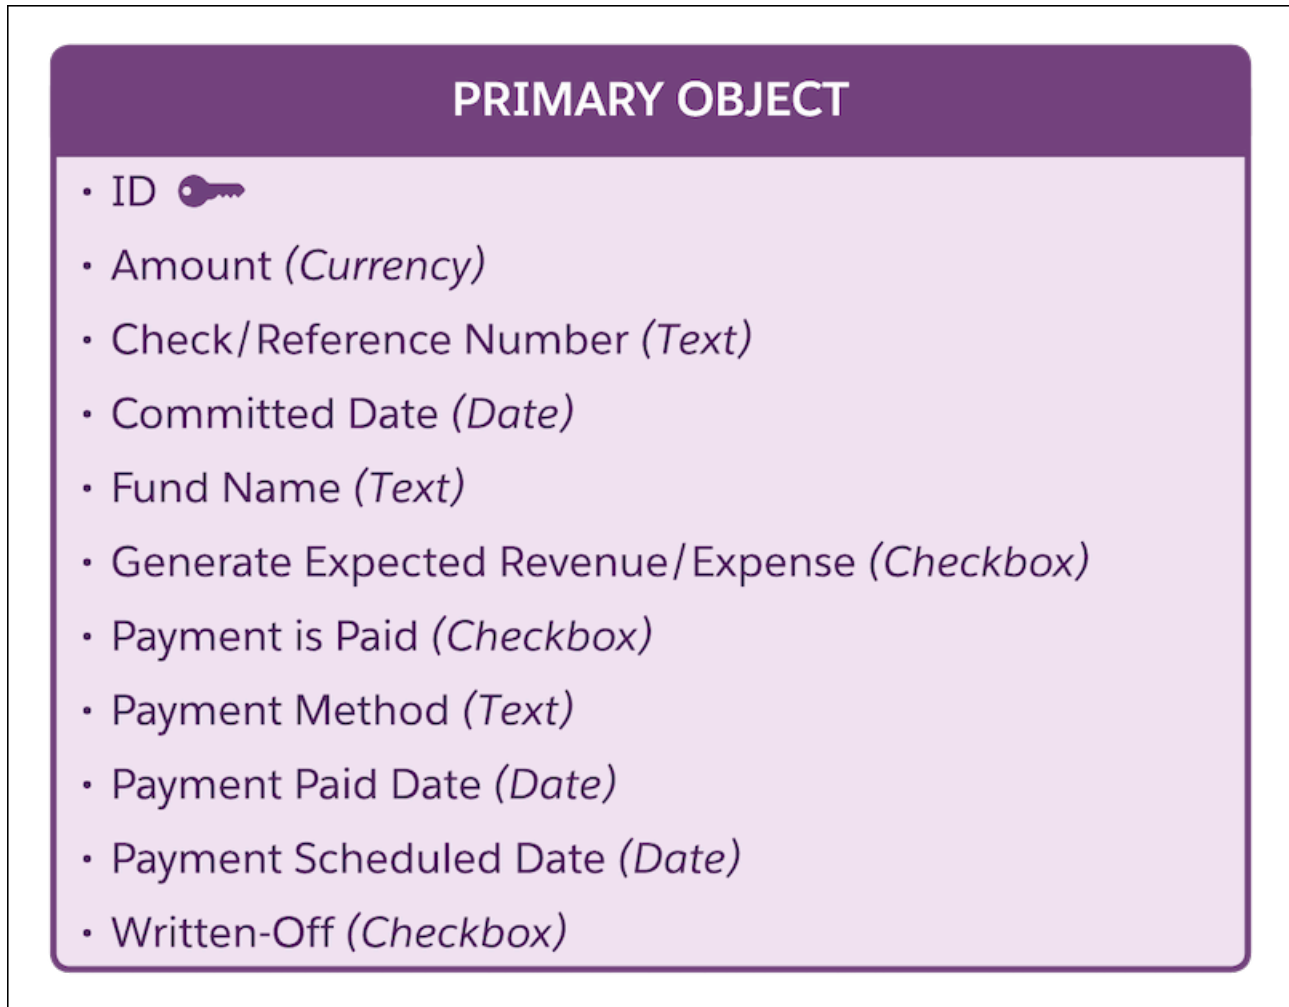 PRIMARY OBJECT
· ID
· Amount (Currency)
· Check/Reference Number (Text)
· Committed Date (Date)
· Fund Name (Text)
· Generate Expected Revenue/Expense (Checkbox)
· Payment is Paid (Checkbox)
· Payment Method (Text)
· Payment Paid Date (Date)
· Payment Scheduled Date (Date)
· Written-Off (Checkbox)